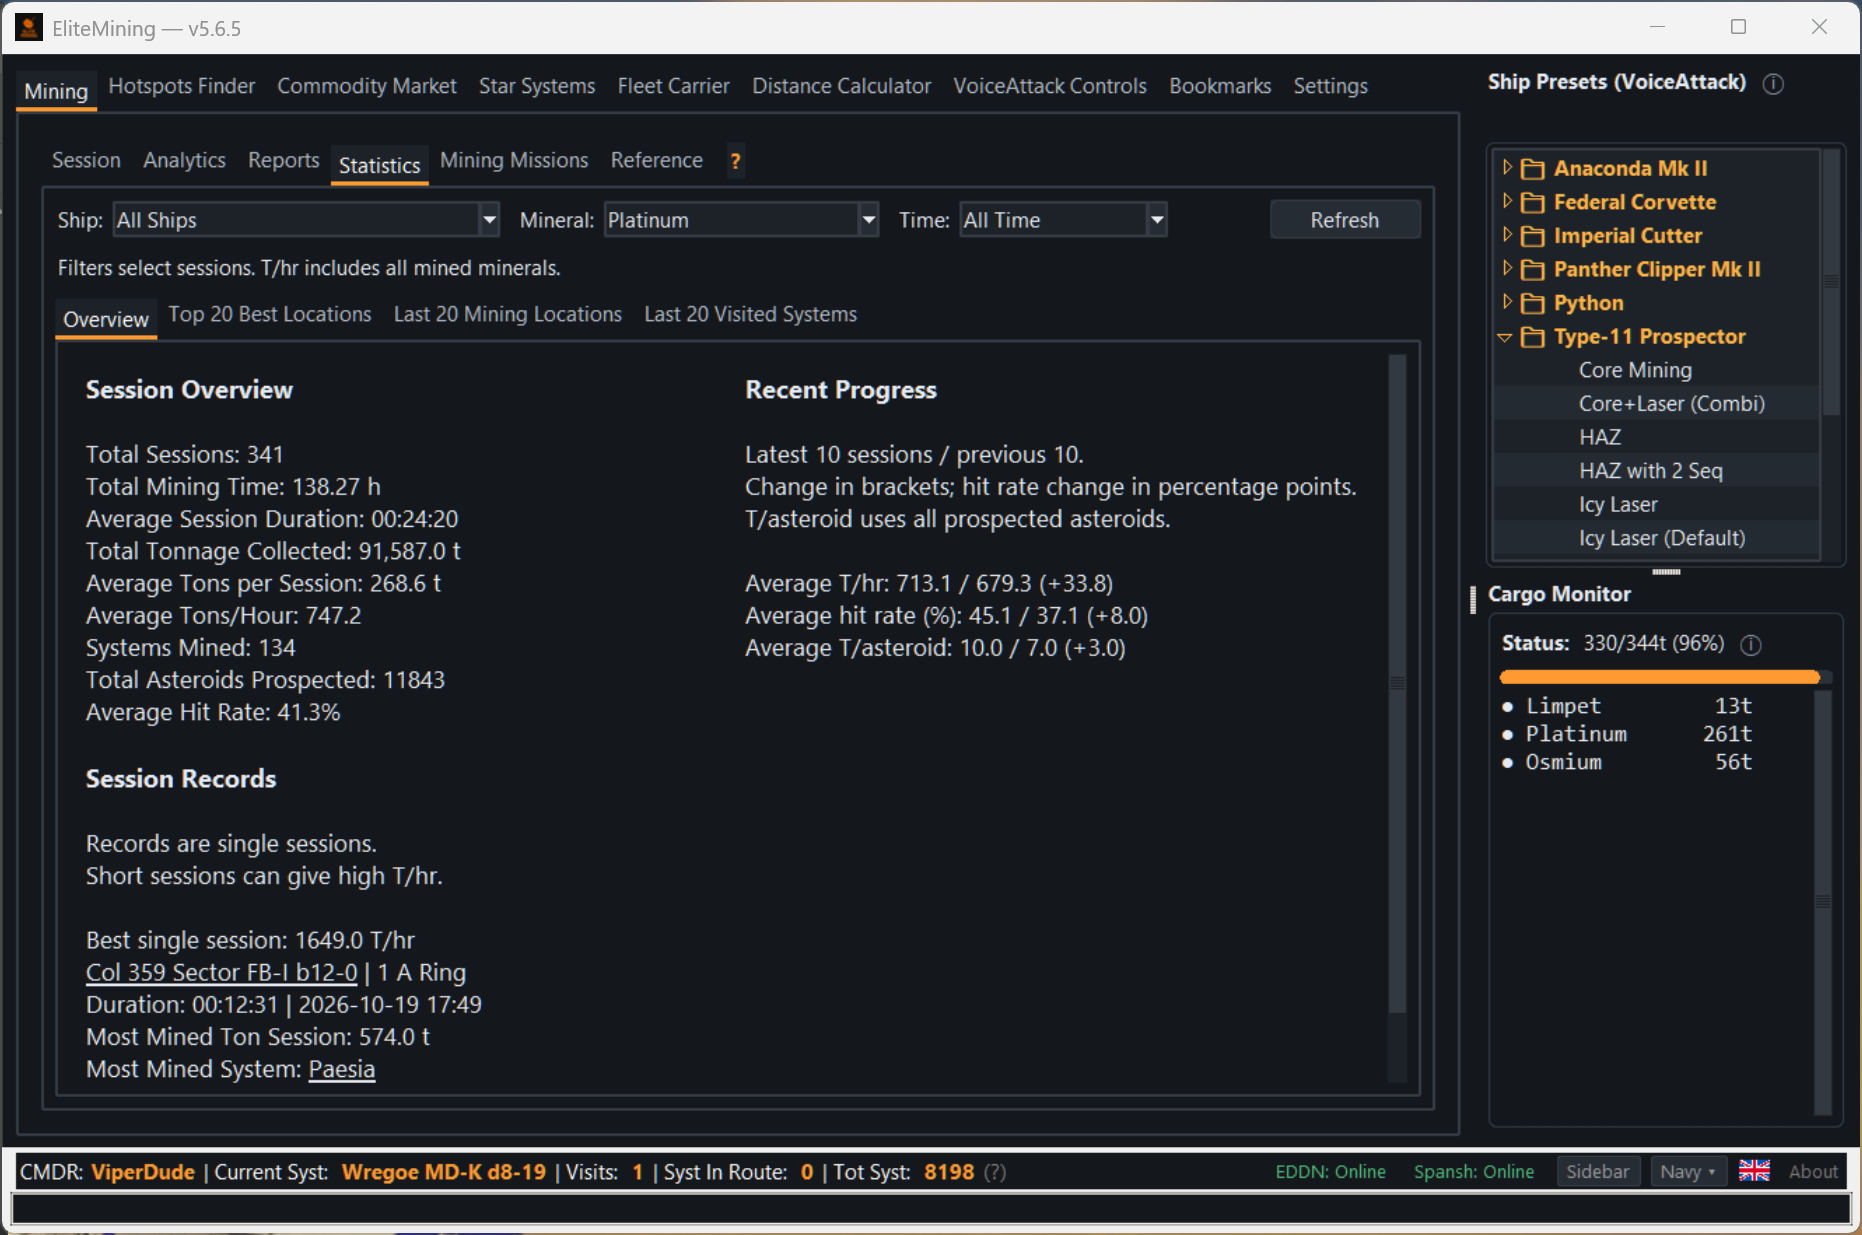 EliteMining — v5.6.5
Mining Hotspots Finder Commodity Market Star Systems Fleet Carrier Distance Calculator VoiceAttack Controls Bookmarks Settings
Session Analytics Reports Statistics Mining Missions Reference ?
Ship: All Ships Mineral: Platinum Time: All Time Refresh
Filters select sessions. T/hr includes all mined minerals.
Overview Top 20 Best Locations Last 20 Mining Locations Last 20 Visited Systems
Session Overview
Total Sessions: 341
Total Mining Time: 138.27 h
Average Session Duration: 00:24:20
Total Tonnage Collected: 91,587.0 t
Average Tons per Session: 268.6 t
Average Tons/Hour: 747.2
Systems Mined: 134
Total Asteroids Prospected: 11843
Average Hit Rate: 41.3%
Session Records
Records are single sessions.
Short sessions can give high T/hr.
Best single session: 1649.0 T/hr
Col 359 Sector FB-I b12-0 | 1 A Ring
Duration: 00:12:31 | 2026-10-19 17:49
Most Mined Ton Session: 574.0 t
Most Mined System: Paesia
Recent Progress
Latest 10 sessions / previous 10.
Change in brackets; hit rate change in percentage points.
T/asteroid uses all prospected asteroids.
Average T/hr: 713.1 / 679.3 (+33.8)
Average hit rate (%): 45.1 / 37.1 (+8.0)
Average T/asteroid: 10.0 / 7.0 (+3.0)
Ship Presets (VoiceAttack)
Anaconda Mk II
Federal Corvette
Imperial Cutter
Panther Clipper Mk II
Python
Type-11 Prospector
Core Mining
Core+Laser (Combi)
HAZ
HAZ with 2 Seq
Icy Laser
Icy Laser (Default)
Cargo Monitor
Status: 330/344t (96%)
Limpet 13t
Platinum 261t
Osmium 56t
CMDR: ViperDude | Current Syst: Wregoe MD-K d8-19 | Visits: 1 | Syst In Route: 0 | Tot Syst: 8198 (?) EDDN: Online Spansh: Online Sidebar Navy About